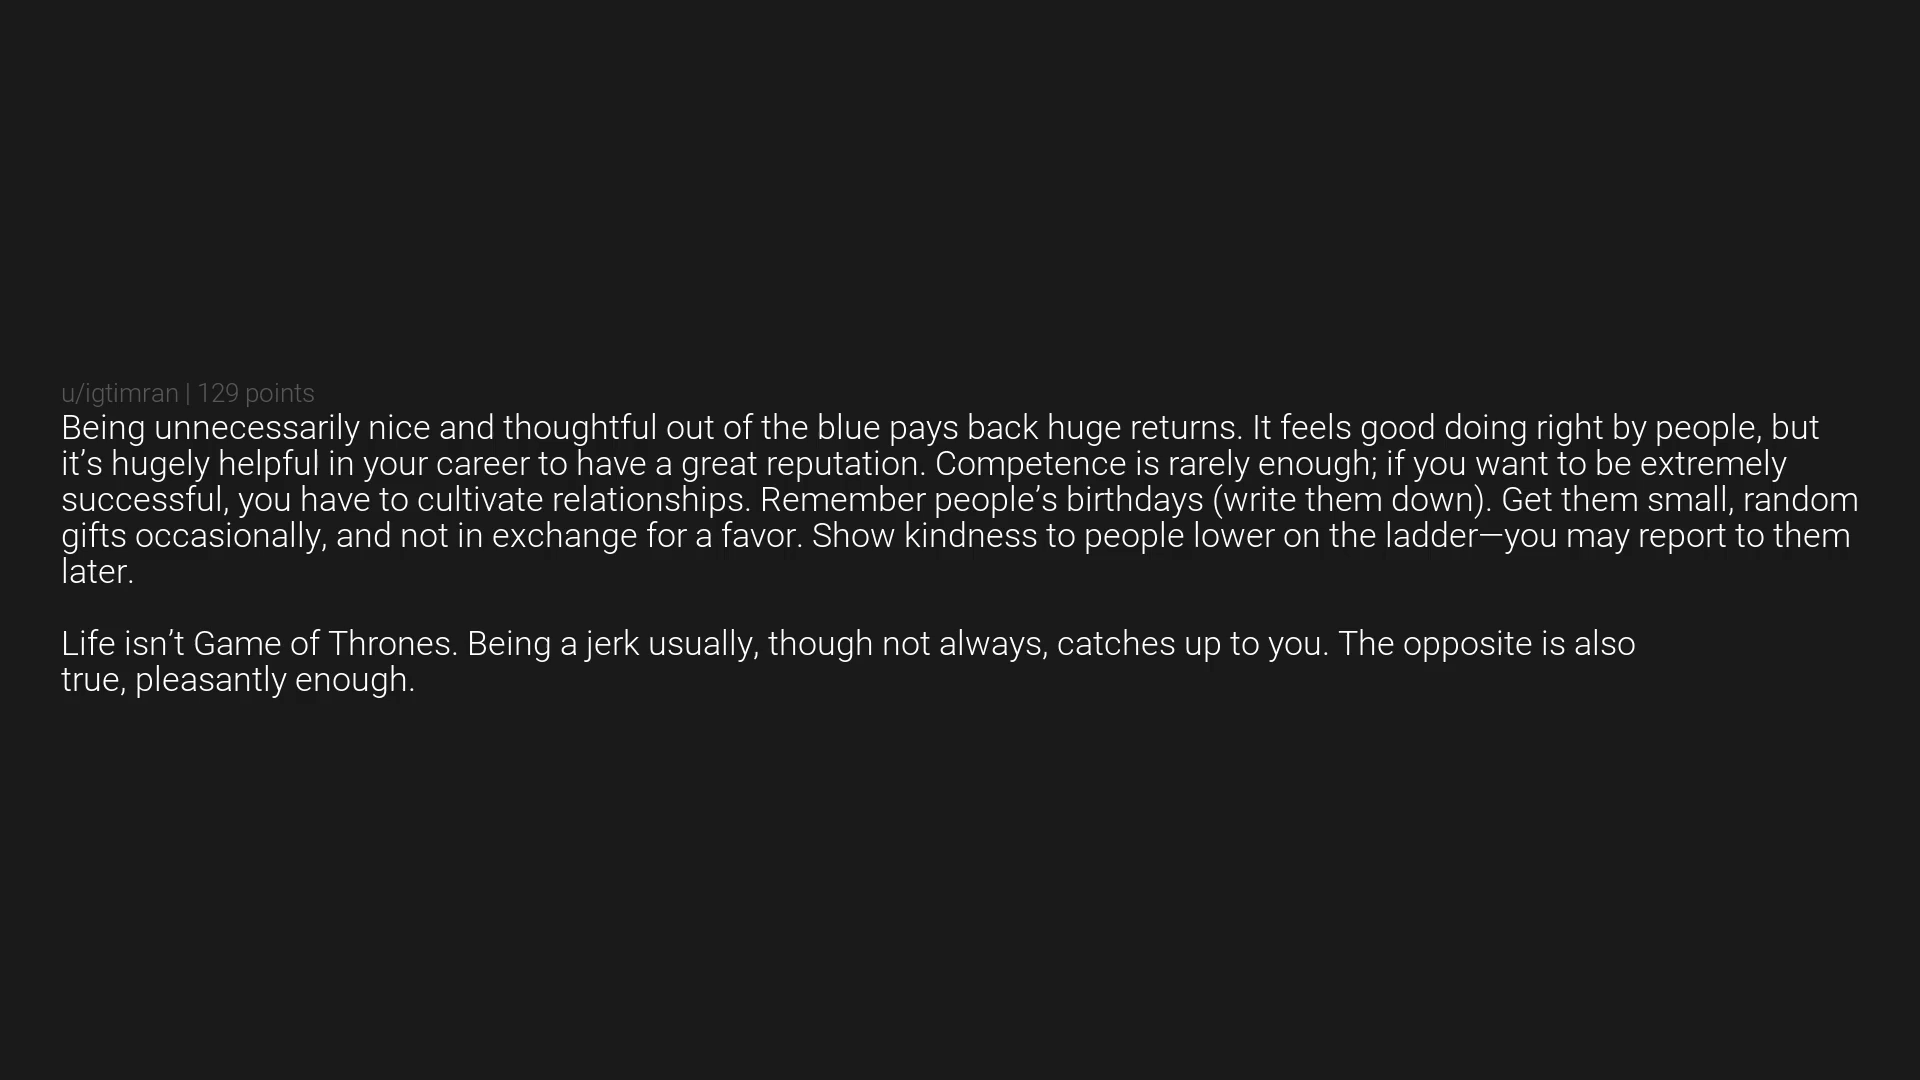 u/igtimran | 129 points
Being unnecessarily nice and thoughtful out of the blue pays back huge returns. It feels good doing right by people, but
it’s hugely helpful in your career to have a great reputation. Competence is rarely enough; if you want to be extremely
successful, you have to cultivate relationships. Remember people’s birthdays (write them down). Get them small, random
gifts occasionally, and not in exchange for a favor. Show kindness to people lower on the ladder—you may report to them
later.
Life isn’t Game of Thrones. Being a jerk usually, though not always, catches up to you. The opposite is also
true, pleasantly enough.